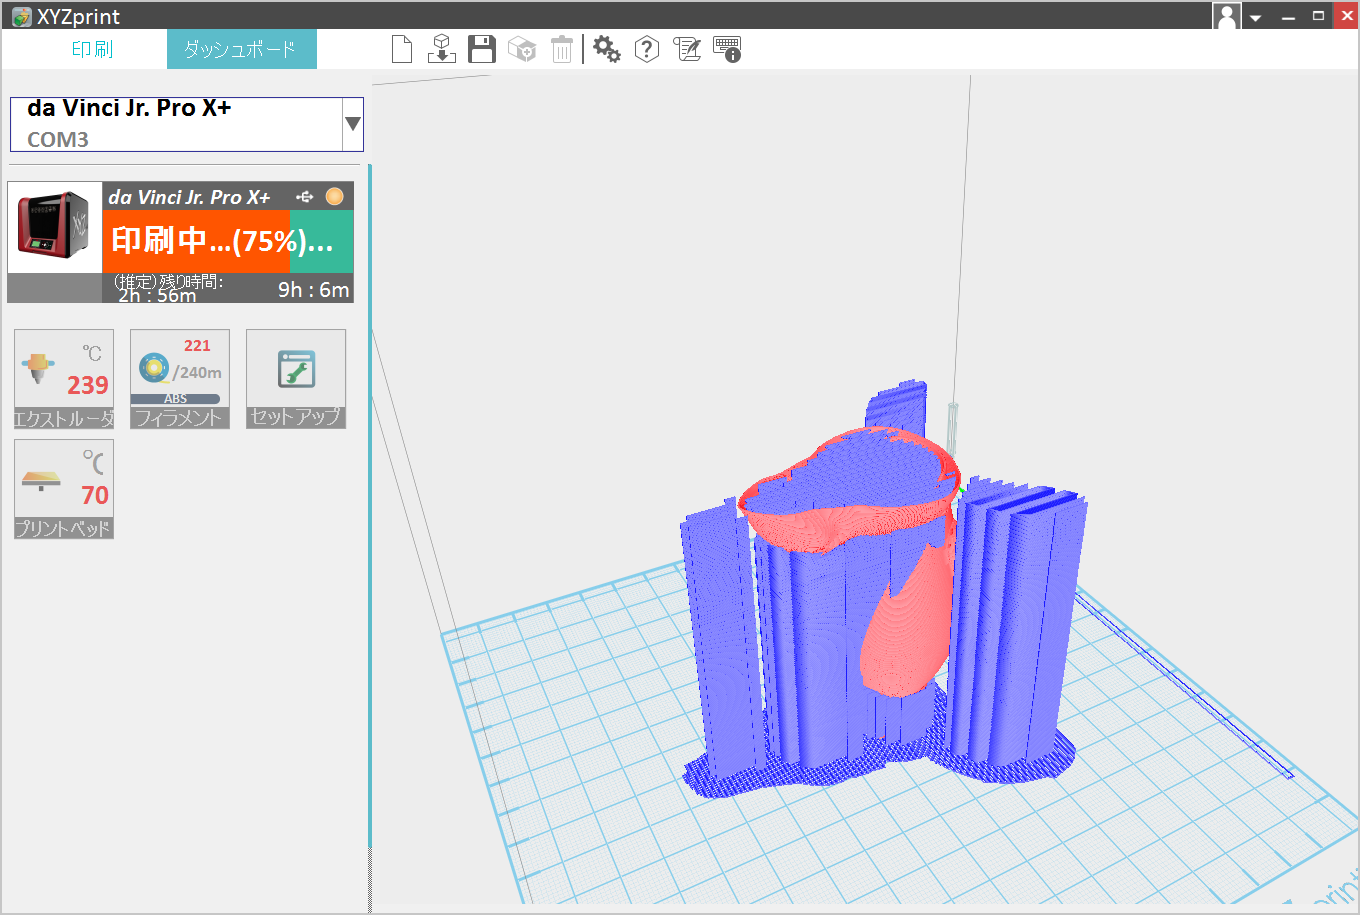 XYZprint
印刷
ダッシュボード
da Vinci Jr. Pro X+
COM3
da Vinci Jr. Pro X+
印刷中...(75%)...
(推定)残り時間:
2h : 56m
9h : 6m
℃
239
エクストルーダ
221
/240m
ABS
フィラメント
セットアップ
℃
70
プリントベッド